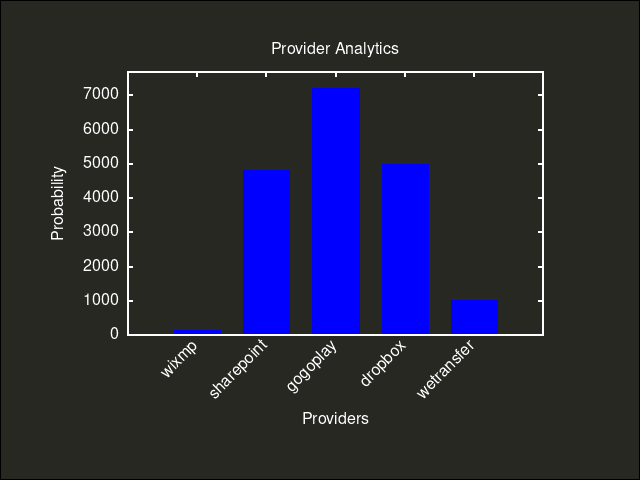 Provider Analytics
Probability
7000
6000
5000
4000
3000
2000
1000
0
wixmp
sharepoint
gogoplay
dropbox
wetransfer
Providers